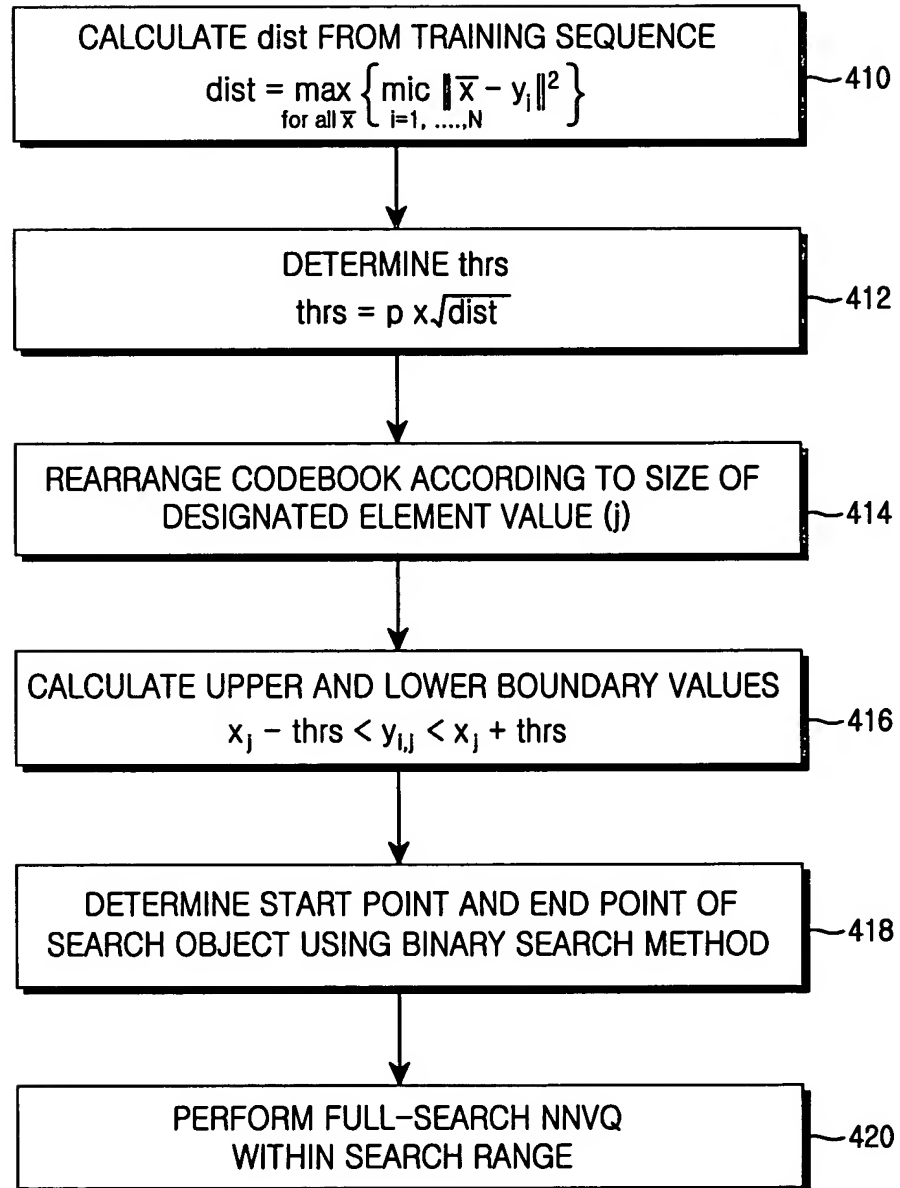 CALCULATE dist FROM TRAINING SEQUENCE
dist = max { mic ‖x̅ – yᵢ‖² }
for all x̅ i=1, ....,N
410
DETERMINE thrs
thrs = p x√dist
412
REARRANGE CODEBOOK ACCORDING TO SIZE OF
DESIGNATED ELEMENT VALUE (j)
414
CALCULATE UPPER AND LOWER BOUNDARY VALUES
xⱼ – thrs < yᵢ,ⱼ < xⱼ + thrs
416
DETERMINE START POINT AND END POINT OF
SEARCH OBJECT USING BINARY SEARCH METHOD
418
PERFORM FULL–SEARCH NNVQ
WITHIN SEARCH RANGE
420